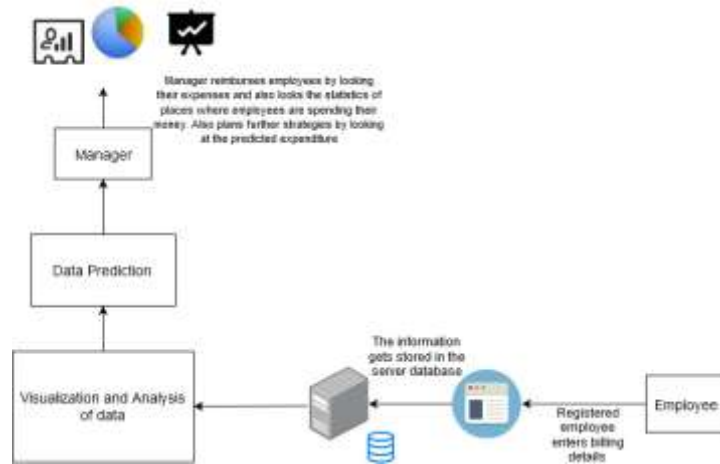 Manager reimburses employees by looking
their expenses and also looks the statistics of
places where employees are spending their
money. Also plans further strategies by looking
at the predicted expenditure
Manager
Data Prediction
Visualization and Analysis
of data
The information
gets stored in the
server database
Registered
employee
enters billing
details
Employee